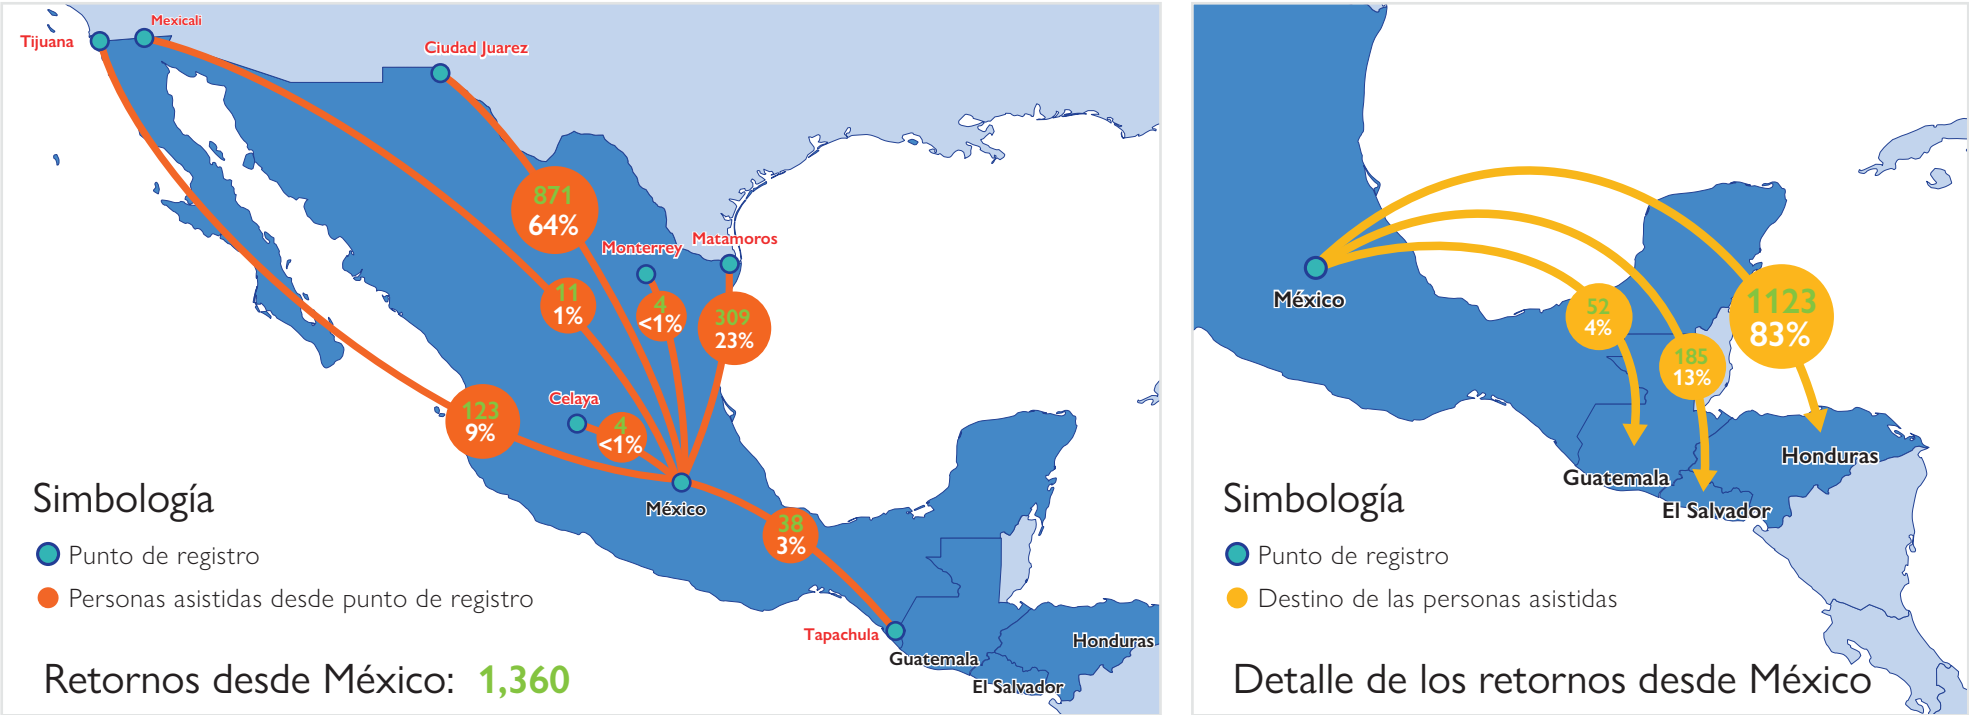 Mexicali
Tijuana
Ciudad Juarez
871
64%
Monterrey
Matamoros
11
1%
4
<1%
309
23%
Celaya
123
9%
4
<1%
México
38
3%
Tapachula
Guatemala
Honduras
El Salvador
Simbología
Punto de registro
Personas asistidas desde punto de registro
Retornos desde México: 1,360
México
52
4%
1123
83%
185
13%
Honduras
Guatemala
El Salvador
Simbología
Punto de registro
Destino de las personas asistidas
Detalle de los retornos desde México